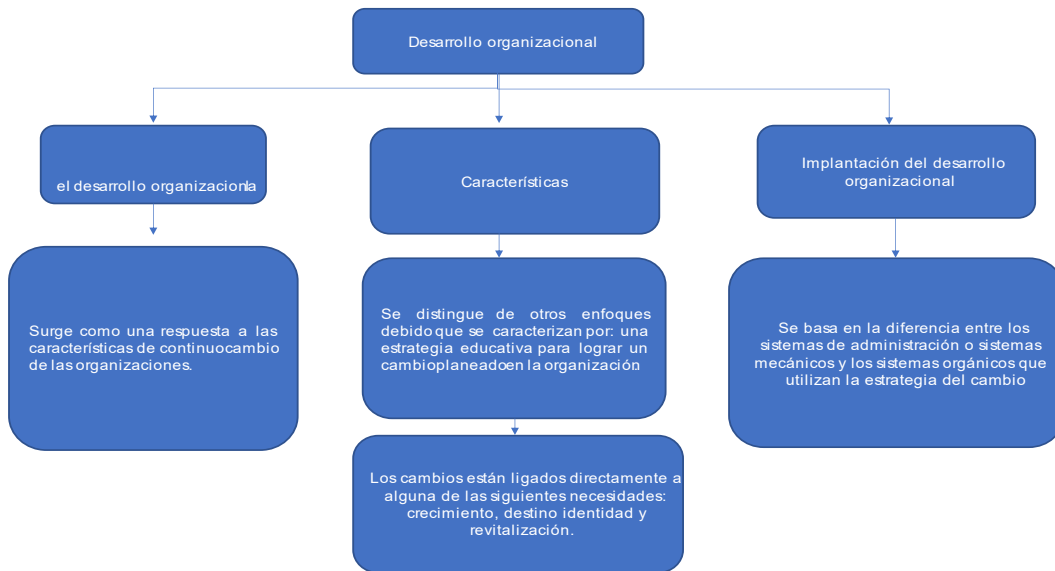 Desarrollo organizacional
el desarrollo organizacionla
Surge como una respuesta a las
características de continuocambio
de las organizaciones.
Características
Se distingue de otros enfoques
debido que se caracterizan por: una
estrategia educativa para lograr un
cambioplaneadoen la organización:
Los cambios están ligados directamente a
alguna de las siguientes necesidades:
crecimiento, destino identidad y
revitalización.
Implantación del desarrollo
organizacional
Se basa en la diferencia entre los
sistemas de administración o sistemas
mecánicos y los sistemas orgánicos que
utilizan la estrategia del cambio